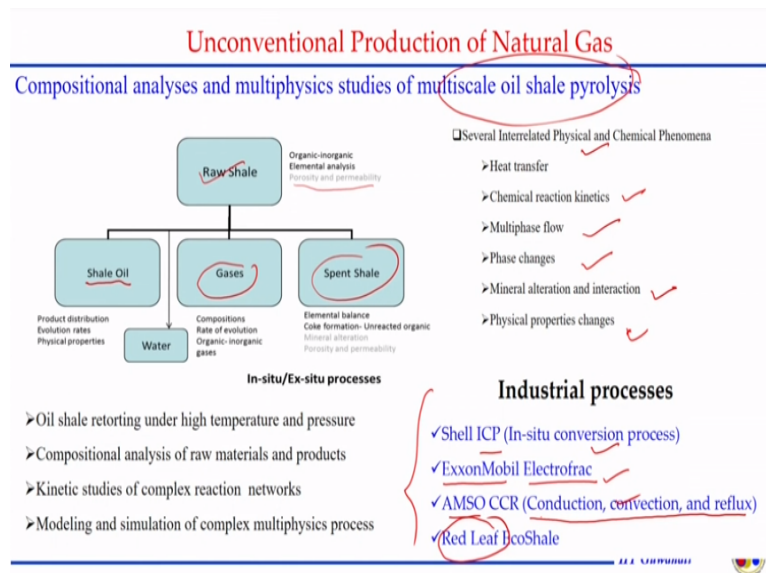 Unconventional Production of Natural Gas
Compositional analyses and multiphysics studies of multiscale oil shale pyrolysis
Raw Shale
Organic-inorganic
Elemental analysis
Porosity and permeability
Shale Oil
Gases
Spent Shale
Product distribution
Evolution rates
Physical properties
Water
Compositions
Rate of evolution
Organic- inorganic
gases
Elemental balance
Coke formation- Unreacted organic
Mineral alteration
Porosity and permeability
In-situ/Ex-situ processes
❑Several Interrelated Physical and Chemical Phenomena
➢Heat transfer
➢Chemical reaction kinetics
➢Multiphase flow
➢Phase changes
➢Mineral alteration and interaction
➢Physical properties changes
➢Oil shale retorting under high temperature and pressure
➢Compositional analysis of raw materials and products
➢Kinetic studies of complex reaction networks
➢Modeling and simulation of complex multiphysics process
Industrial processes
✓Shell ICP (In-situ conversion process)
✓ExxonMobil Electrofrac
✓AMSO CCR (Conduction, convection, and reflux)
✓Red Leaf EcoShale